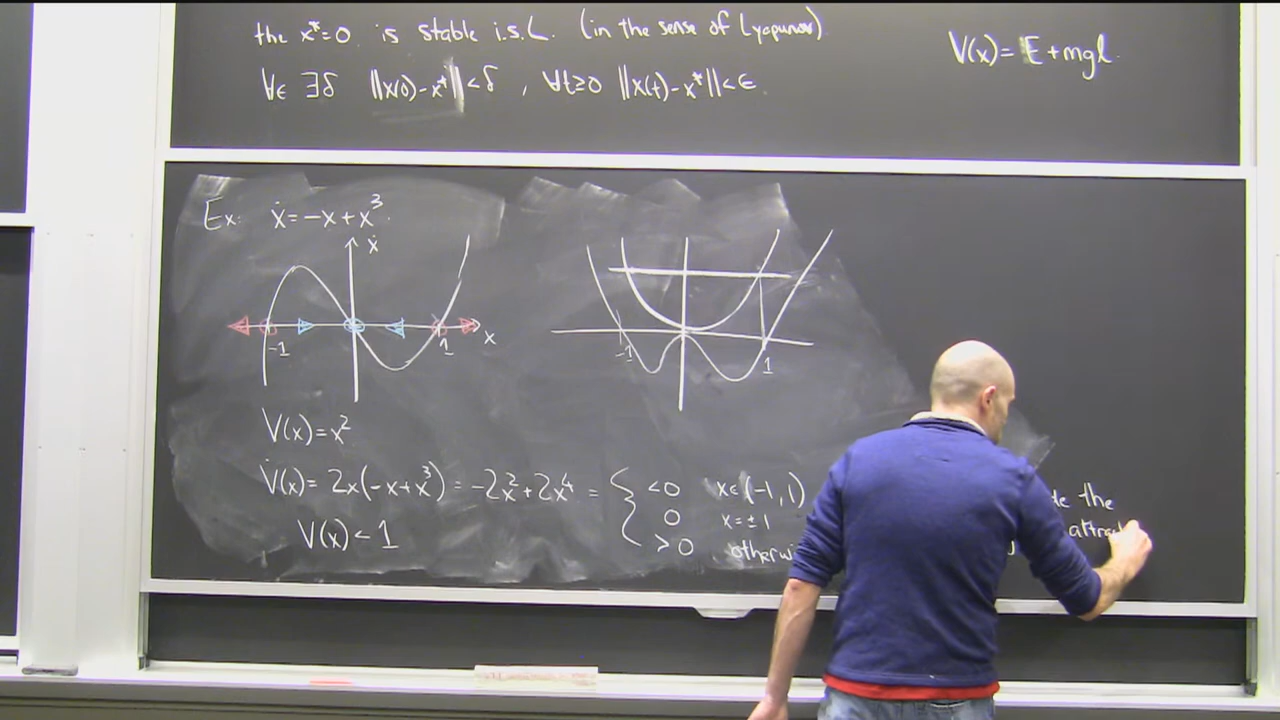 the x*=0 is stable i.s.L. (in the sense of Lyapunov)
∀ϵ ∃δ ||x(0)-x*||<δ, ∀t≥0 ||x(t)-x*||<ϵ
V(x)= E+mgl.
Ex: ẋ=-x+x³.
ẋ
-1
1
x
-1
1
V(x)=x²
V̇(x)= 2x(-x+x³)=-2x²+2x⁴ = { <0 x∈(-1,1)
0 x=±1
>0
V(x)<1
the